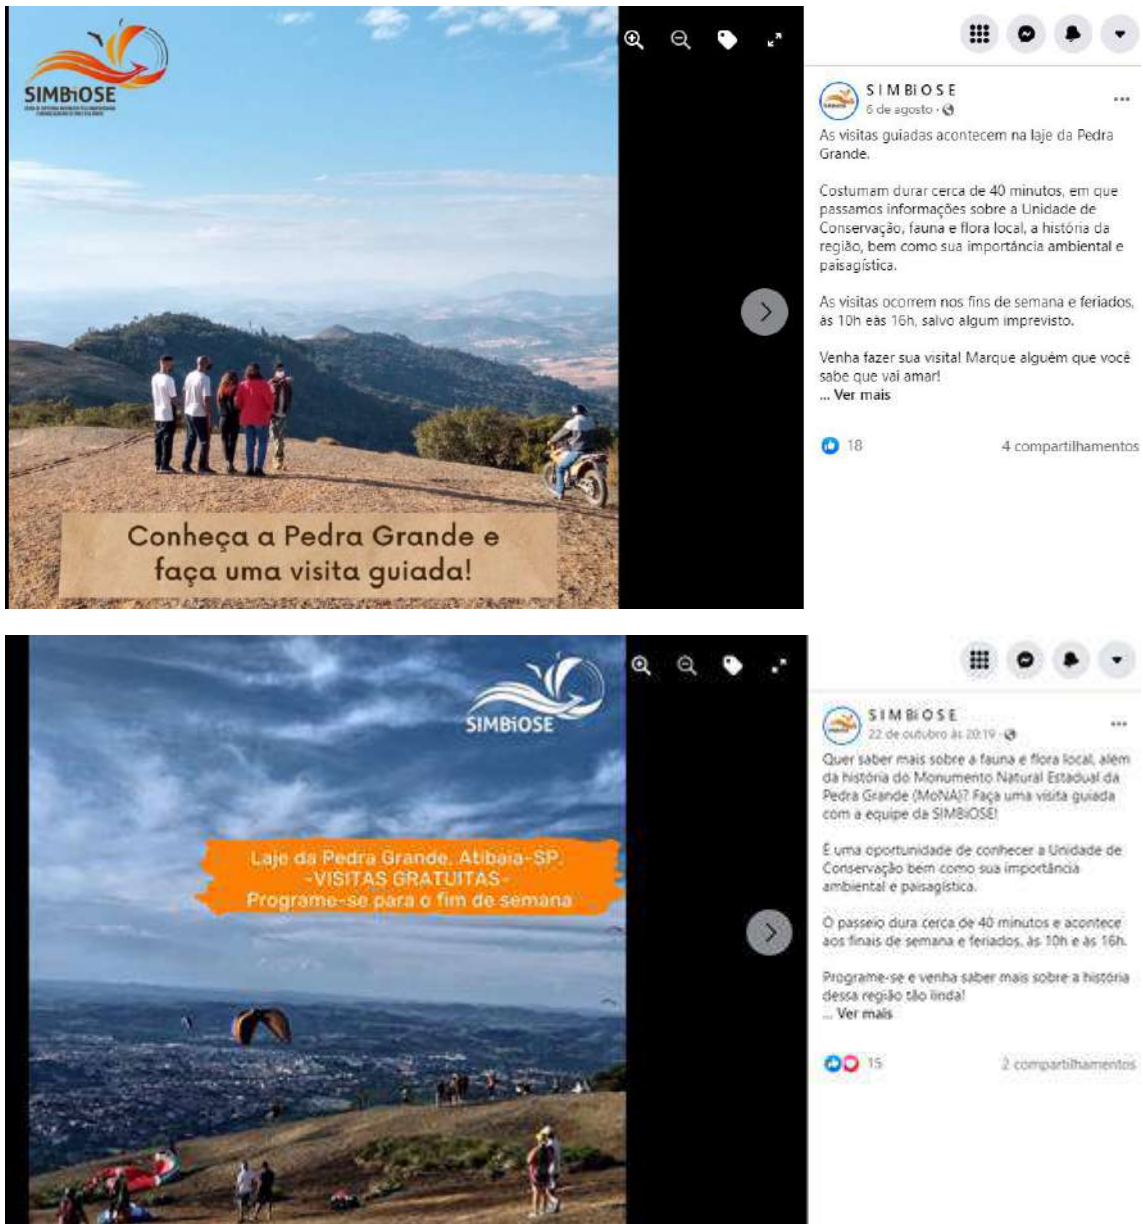 SIMBiOSE
Conheça a Pedra Grande e
faça uma visita guiada!
SIMBiOSE
6 de agosto ·
As visitas guiadas acontecem na laje da Pedra
Grande.
Costumam durar cerca de 40 minutos, em que
passamos informações sobre a Unidade de
Conservação, fauna e flora local, a história da
região, bem como sua importância ambiental e
paisagística.
As visitas ocorrem nos fins de semana e feriados,
às 10h eàs 16h, salvo algum imprevisto.
Venha fazer sua visita! Marque alguém que você
sabe que vai amar!
... Ver mais
18
4 compartilhamentos
SIMBiOSE
Laje da Pedra Grande, Atibaia-SP.
-VISITAS GRATUITAS-
Programe-se para o fim de semana
SIMBiOSE
22 de outubro às 20:19 ·
Quer saber mais sobre a fauna e flora local, além
da história do Monumento Natural Estadual da
Pedra Grande (MoNA)? Faça uma visita guiada
com a equipe da SIMBiOSE!
É uma oportunidade de conhecer a Unidade de
Conservação bem como sua importância
ambiental e paisagística.
O passeio dura cerca de 40 minutos e acontece
aos finais de semana e feriados, às 10h e às 16h.
Programe-se e venha saber mais sobre a história
dessa região tão linda!
... Ver mais
15
2 compartilhamentos